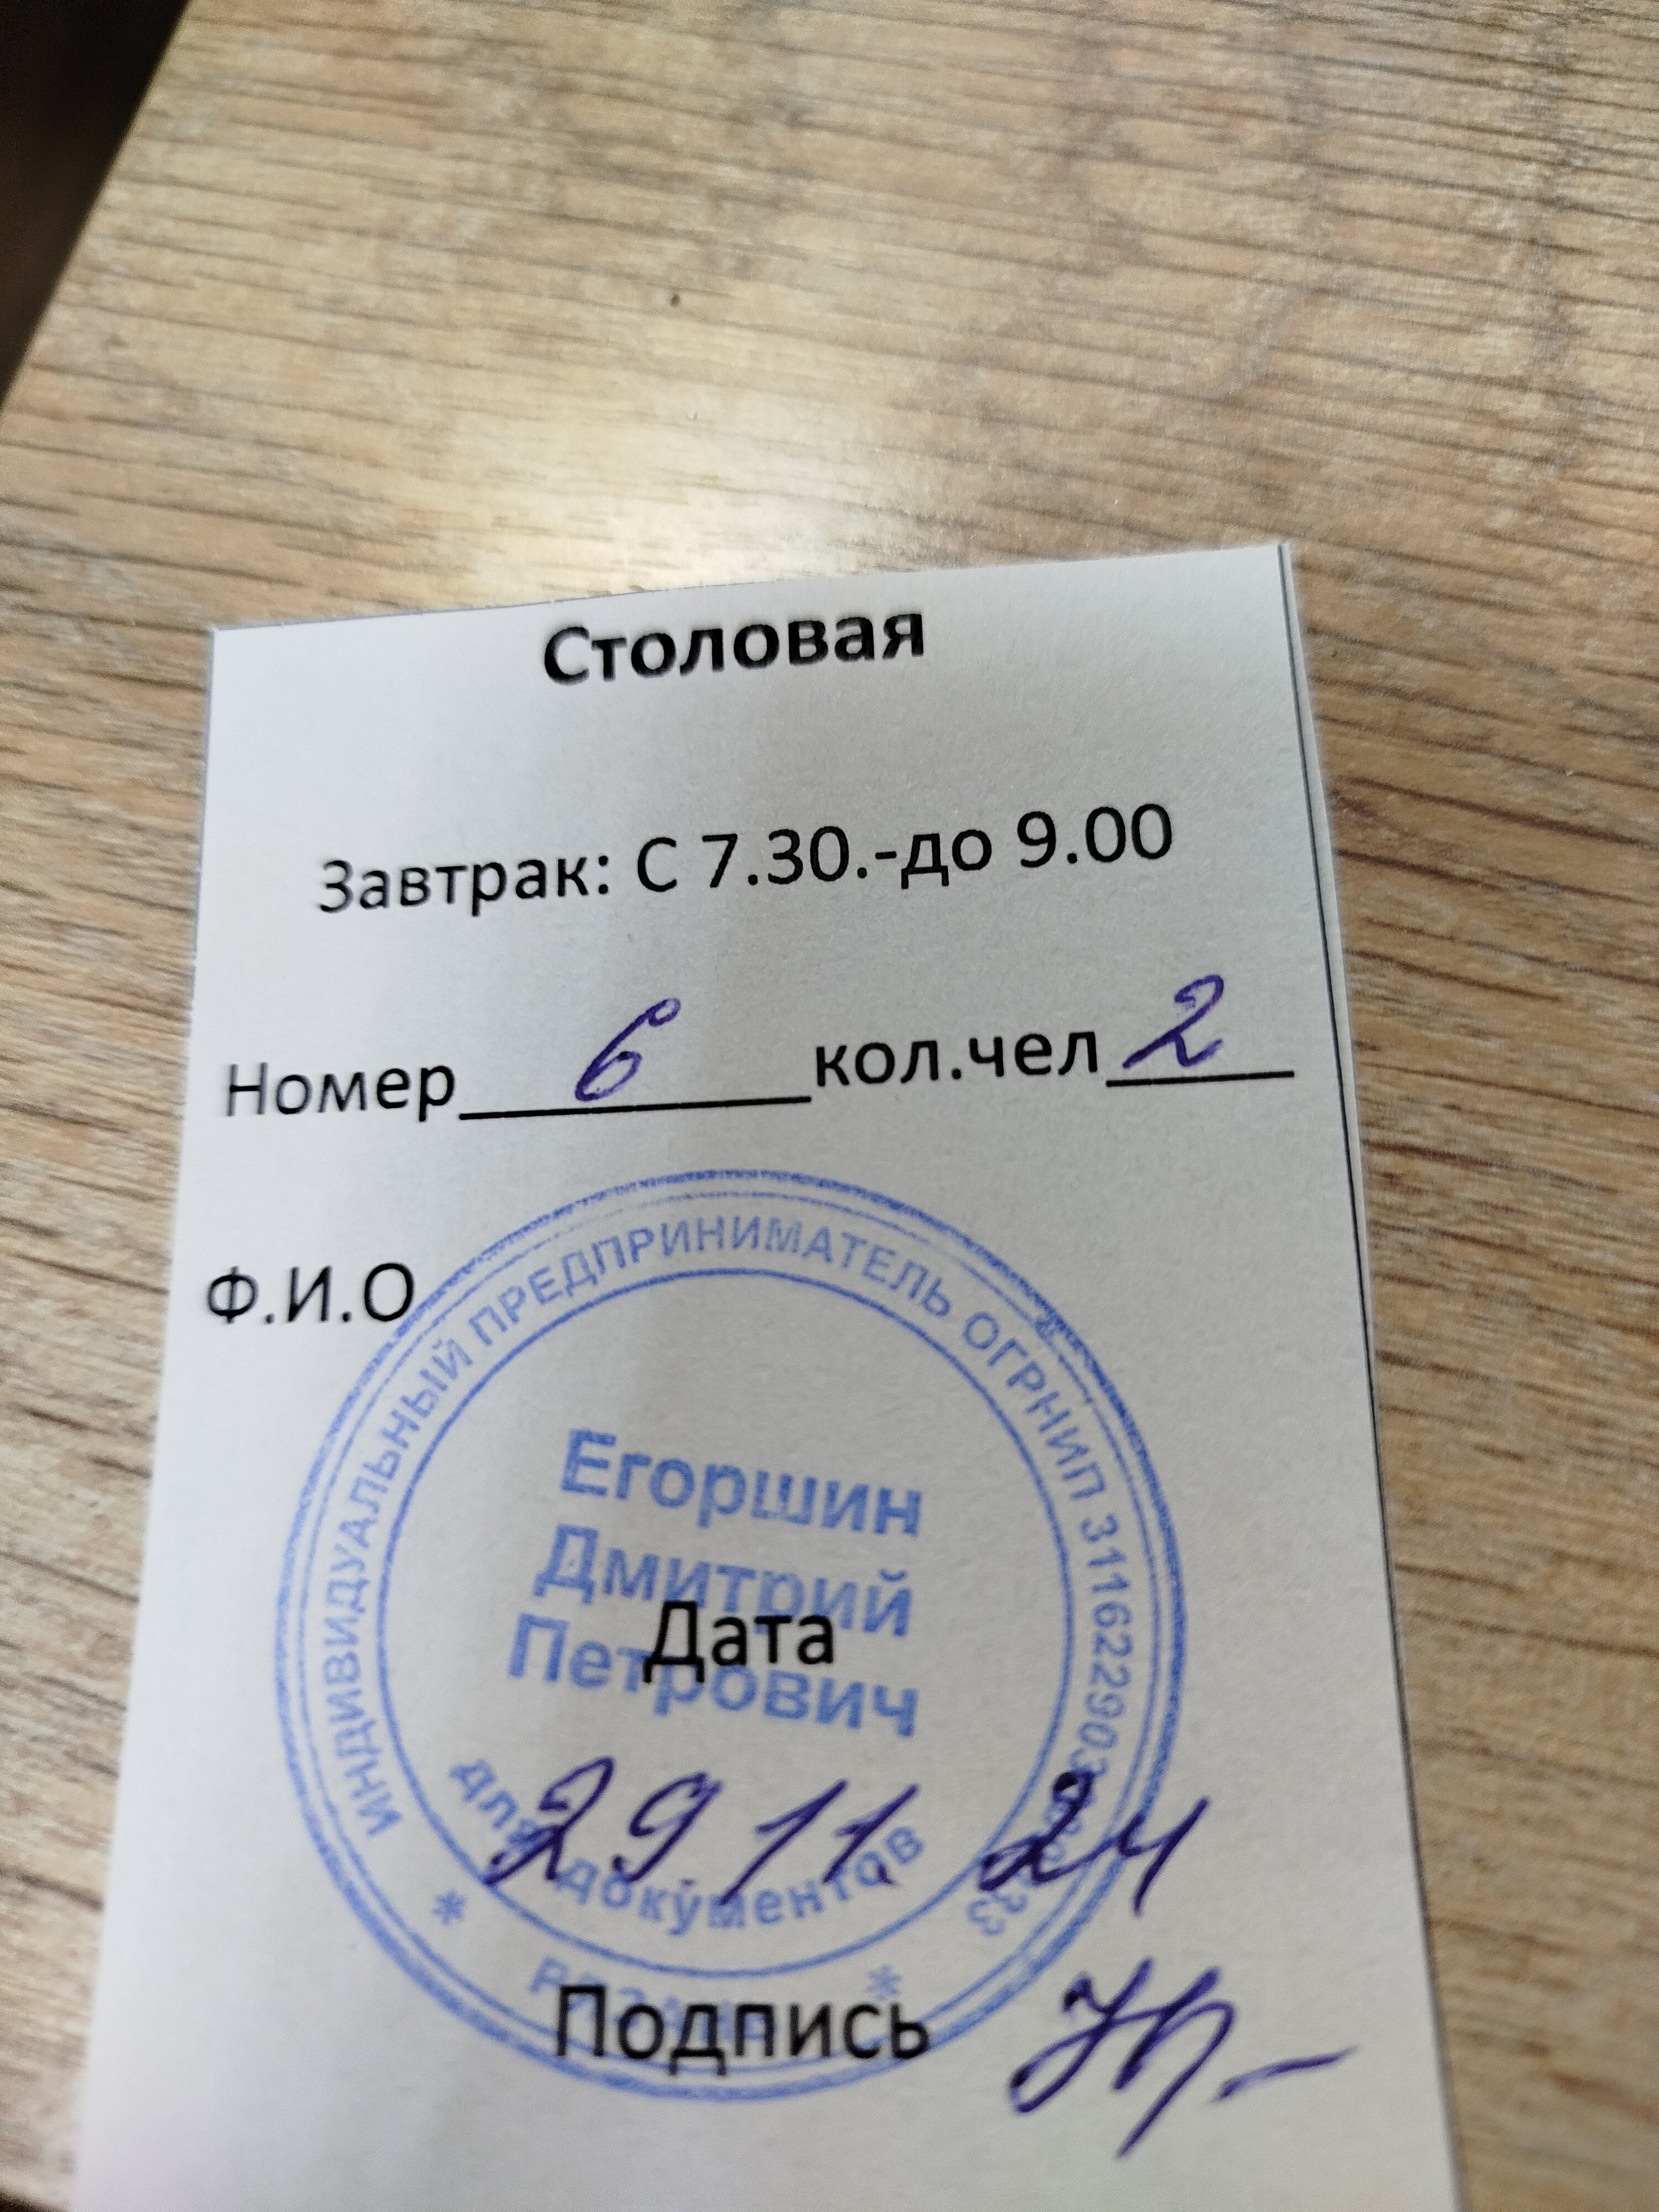 Столовая
Завтрак: С 7.30.-до 9.00
Номер 6 кол.чел 2
Ф.И.О
ИНДИВИДУАЛЬНЫЙ ПРЕДПРИНИМАТЕЛЬ ОГРНИП
Егоршин
Дмитрий
Петрович
Дата
29.11. 24
для документов
Подпись